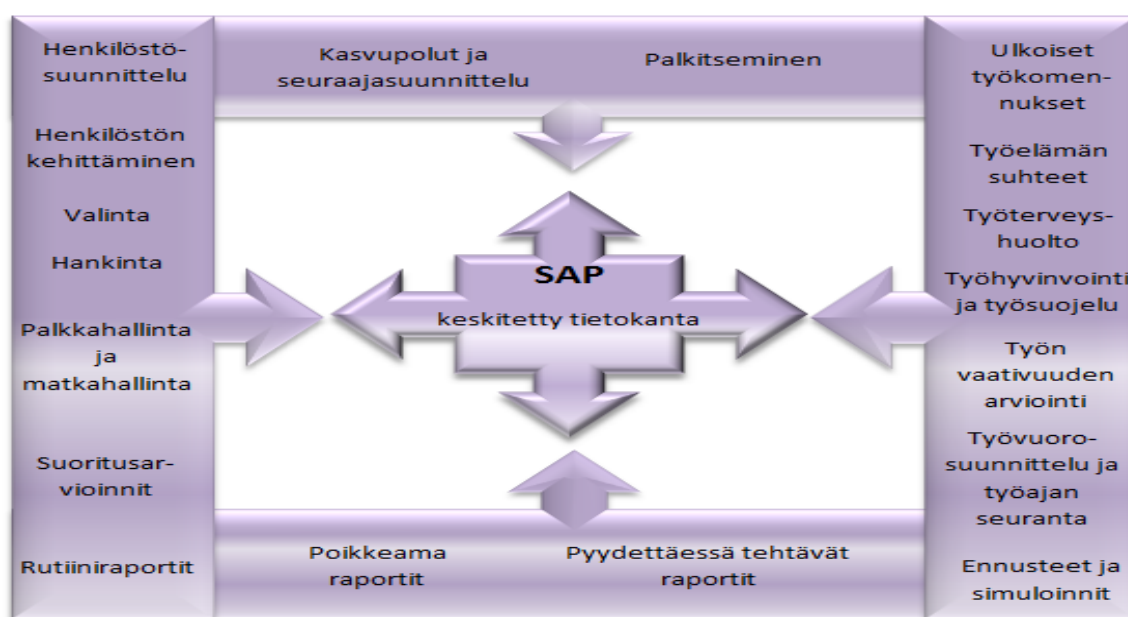 Henkilöstö-
suunnittelu
Henkilöstön
kehittäminen
Valinta
Hankinta
Palkkahallinta
ja
matkahallinta
Suoritusar-
vioinnit
Rutiiniraportit
Kasvupolut ja
seuraajasuunnittelu
Palkitseminen
SAP
keskitetty tietokanta
Poikkeama
raportit
Pyydettäessä tehtävät
raportit
Ulkoiset
työkomen-
nukset
Työelämän
suhteet
Työterveys-
huolto
Työhyvinvointi
ja työsuojelu
Työn
vaativuuden
arviointi
Työvuoro-
suunnittelu ja
työajan
seuranta
Ennusteet ja
simuloinnit